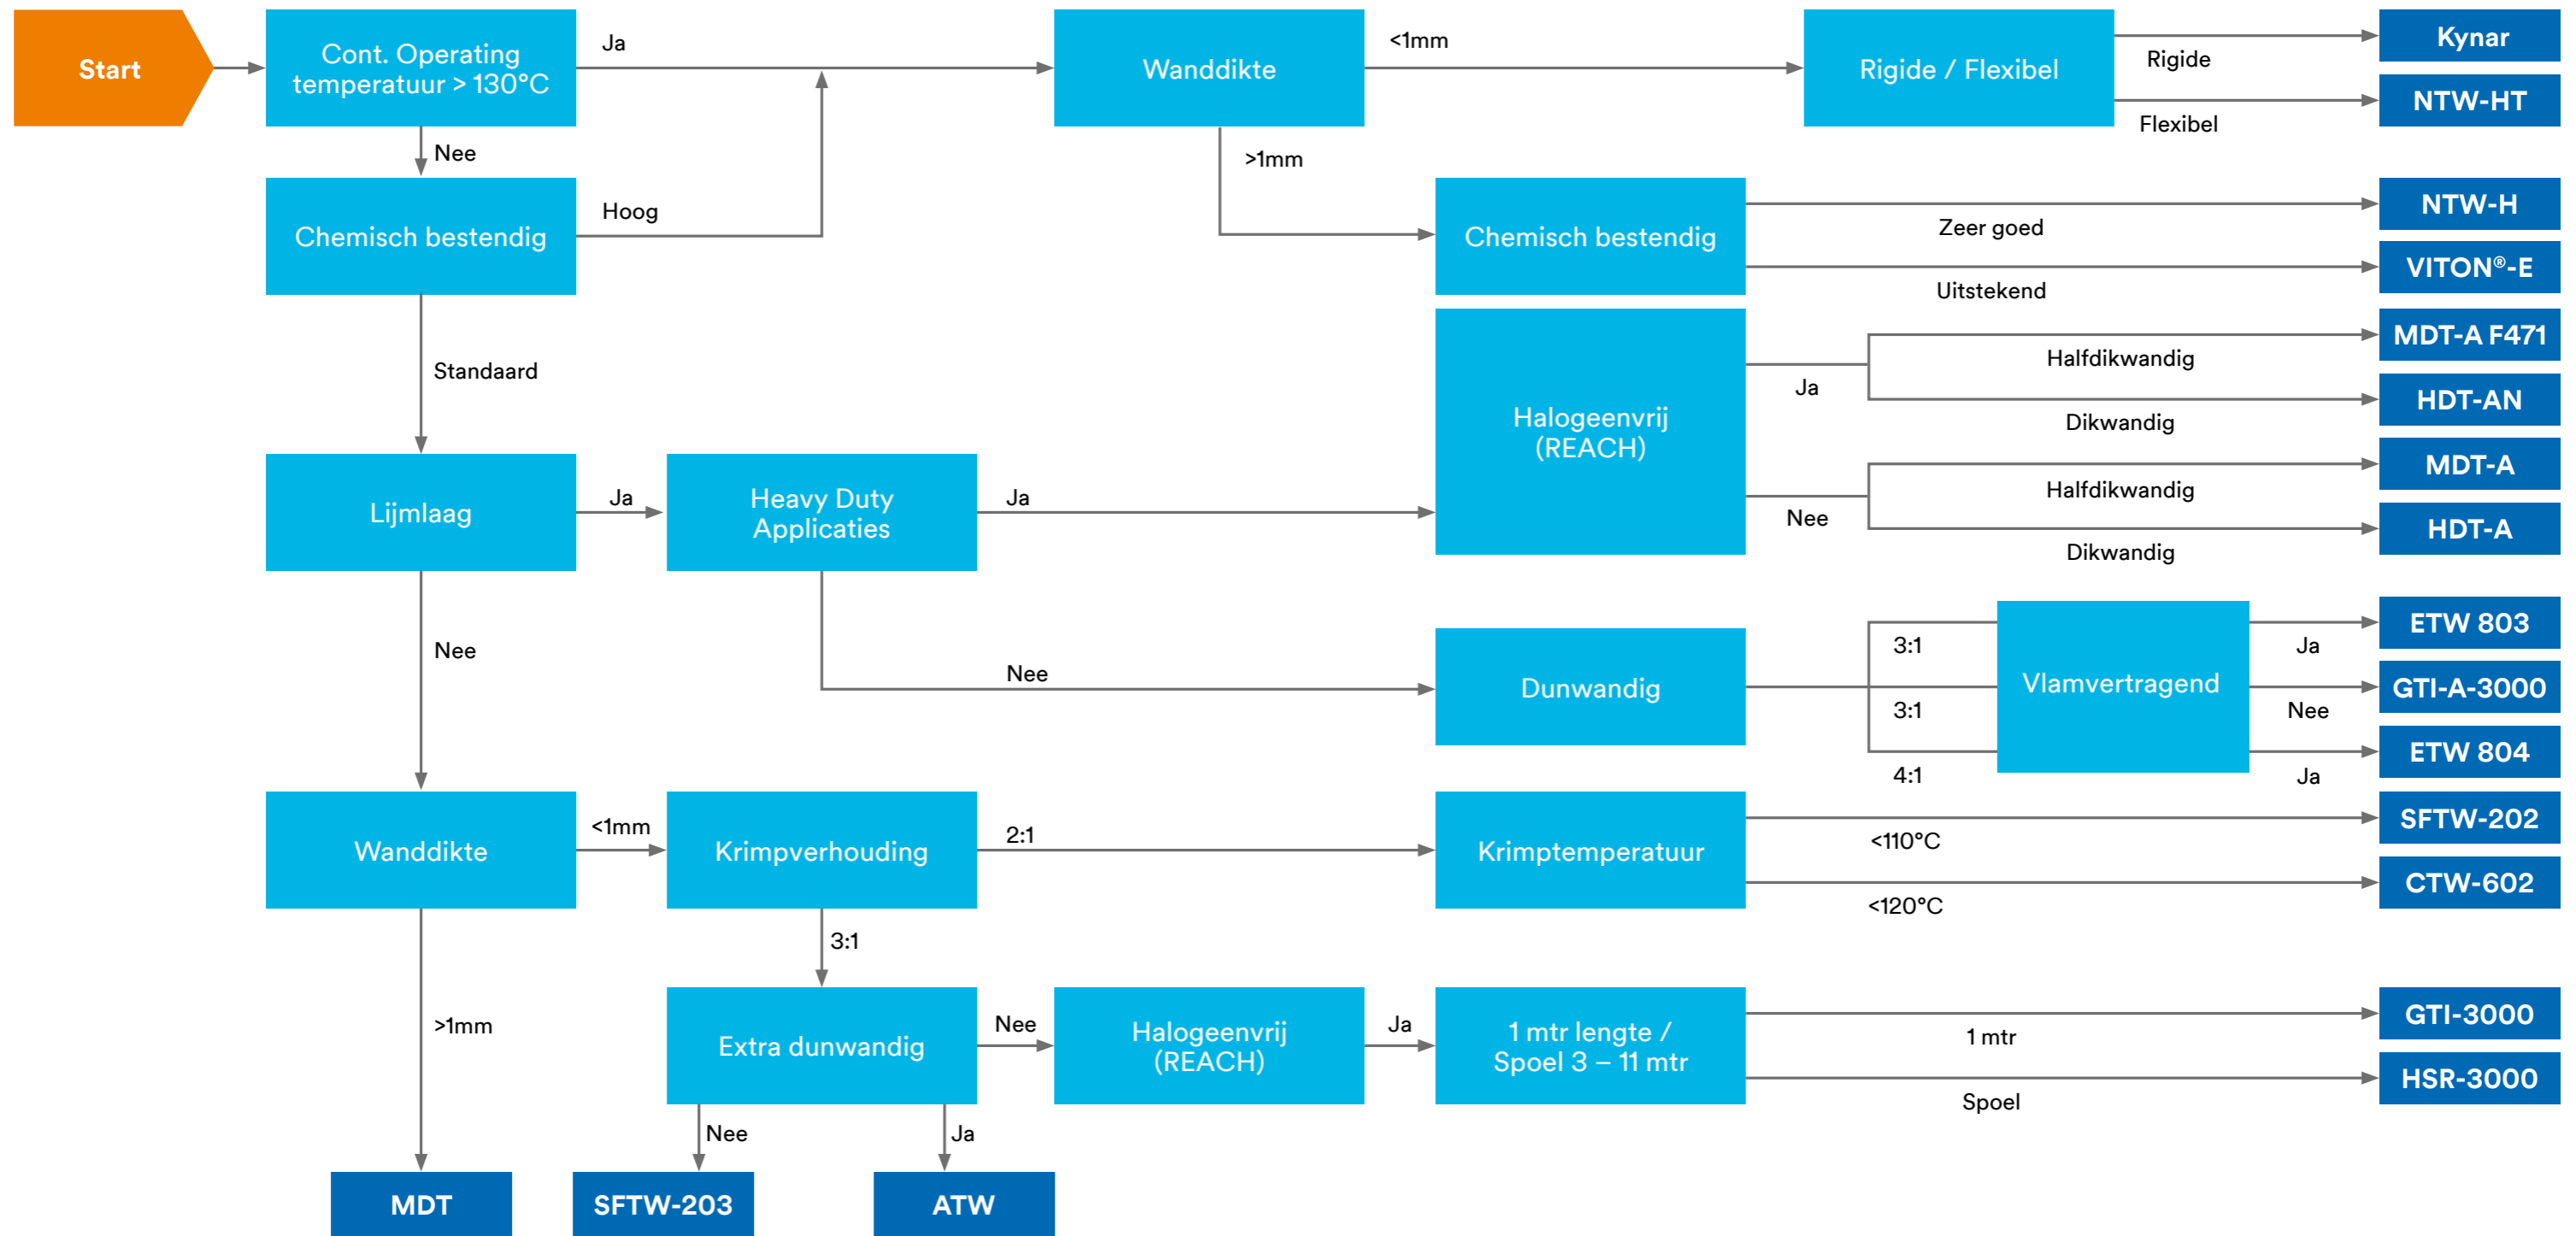 Start
Cont. Operating
temperatuur > 130°C
Ja
Wanddikte
<1mm
Rigide / Flexibel
Rigide
Kynar
Flexibel
NTW-HT
Nee
>1mm
Chemisch bestendig
Hoog
Chemisch bestendig
Zeer goed
NTW-H
Uitstekend
VITON®-E
Standaard
Halogeenvrij
(REACH)
Ja
Halfdikwandig
MDT-A F471
Dikwandig
HDT-AN
Nee
Halfdikwandig
MDT-A
Dikwandig
HDT-A
Lijmlaag
Ja
Heavy Duty
Applicaties
Ja
Nee
Nee
Dunwandig
3:1
3:1
4:1
Vlamvertragend
Ja
ETW 803
Nee
GTI-A-3000
Ja
ETW 804
Wanddikte
<1mm
Krimpverhouding
2:1
Krimptemperatuur
<110°C
SFTW-202
<120°C
CTW-602
3:1
>1mm
Extra dunwandig
Nee
Halogeenvrij
(REACH)
Ja
1 mtr lengte /
Spoel 3 – 11 mtr
1 mtr
GTI-3000
Spoel
HSR-3000
Nee
Ja
MDT
SFTW-203
ATW